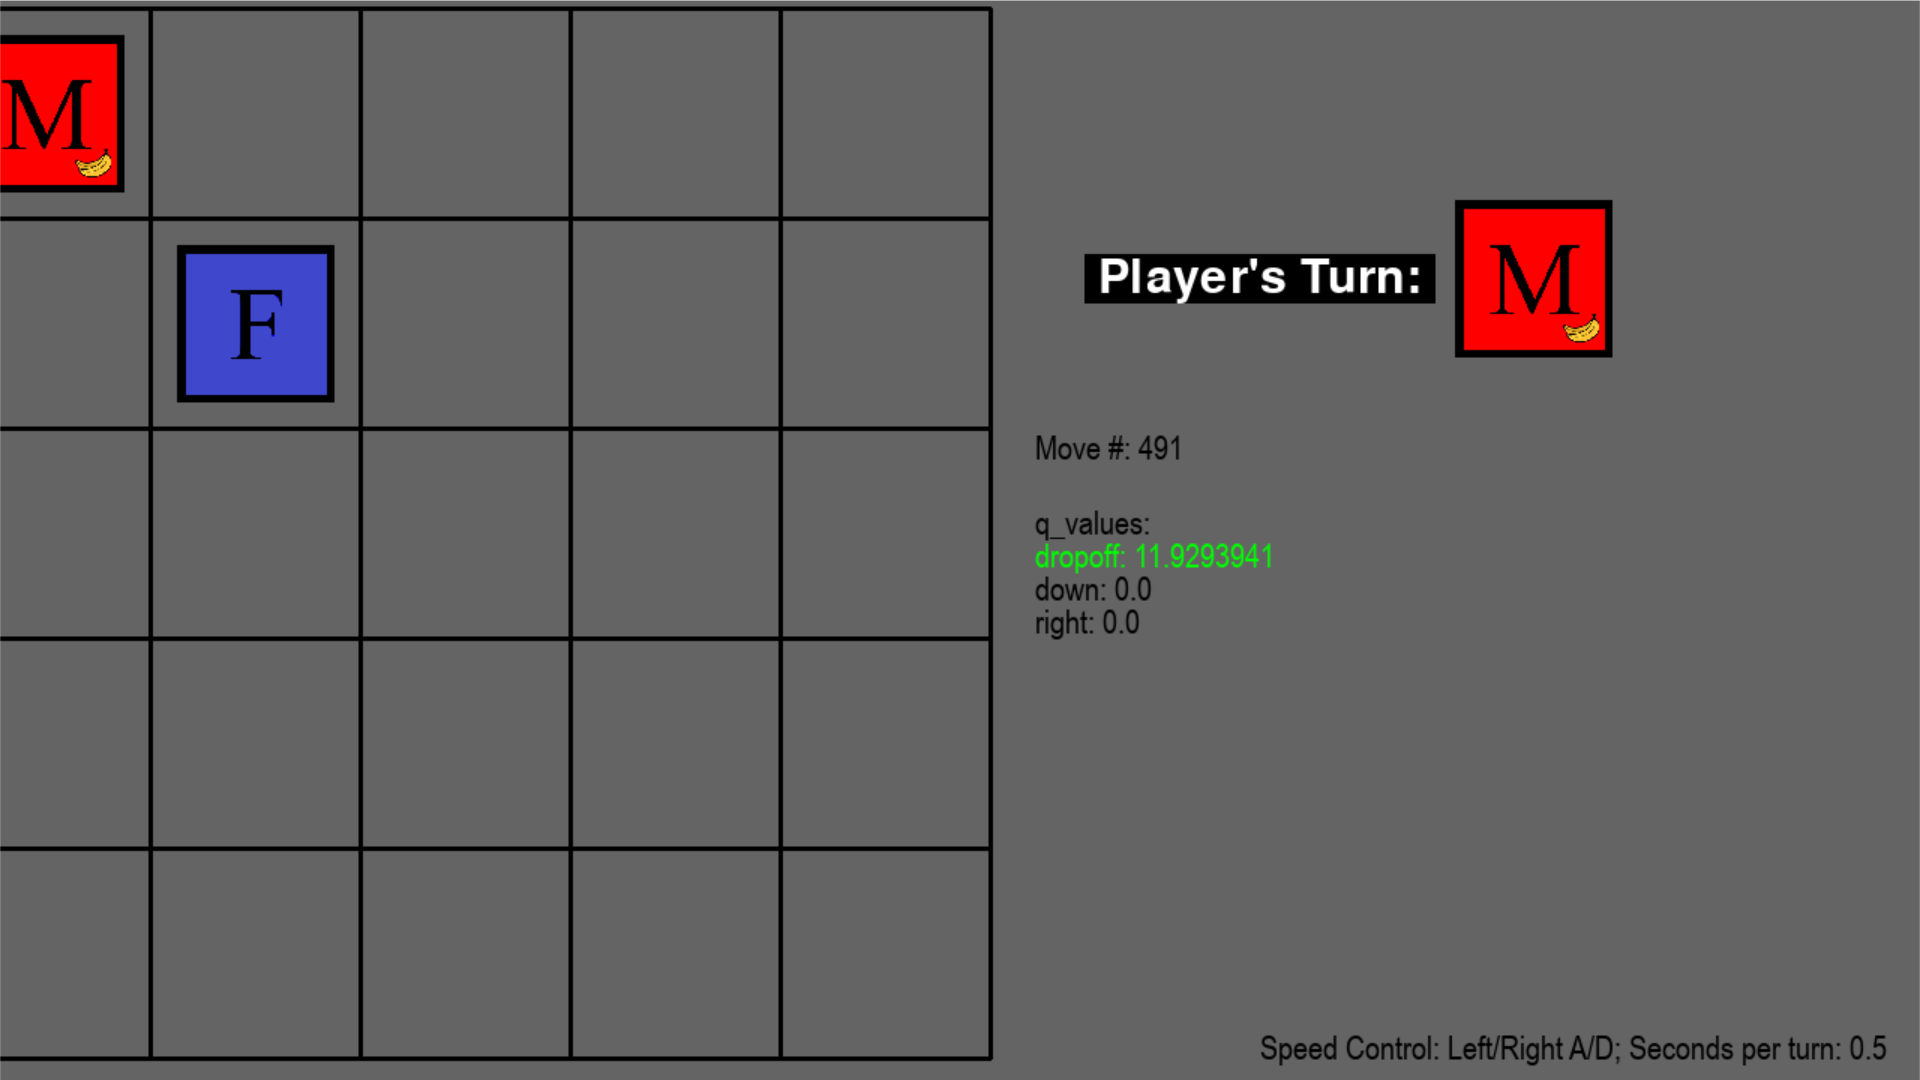 M
F
Player's Turn:
M
Move #: 491
q_values:
dropoff: 11.9293941
down: 0.0
right: 0.0
Speed Control: Left/Right A/D; Seconds per turn: 0.5